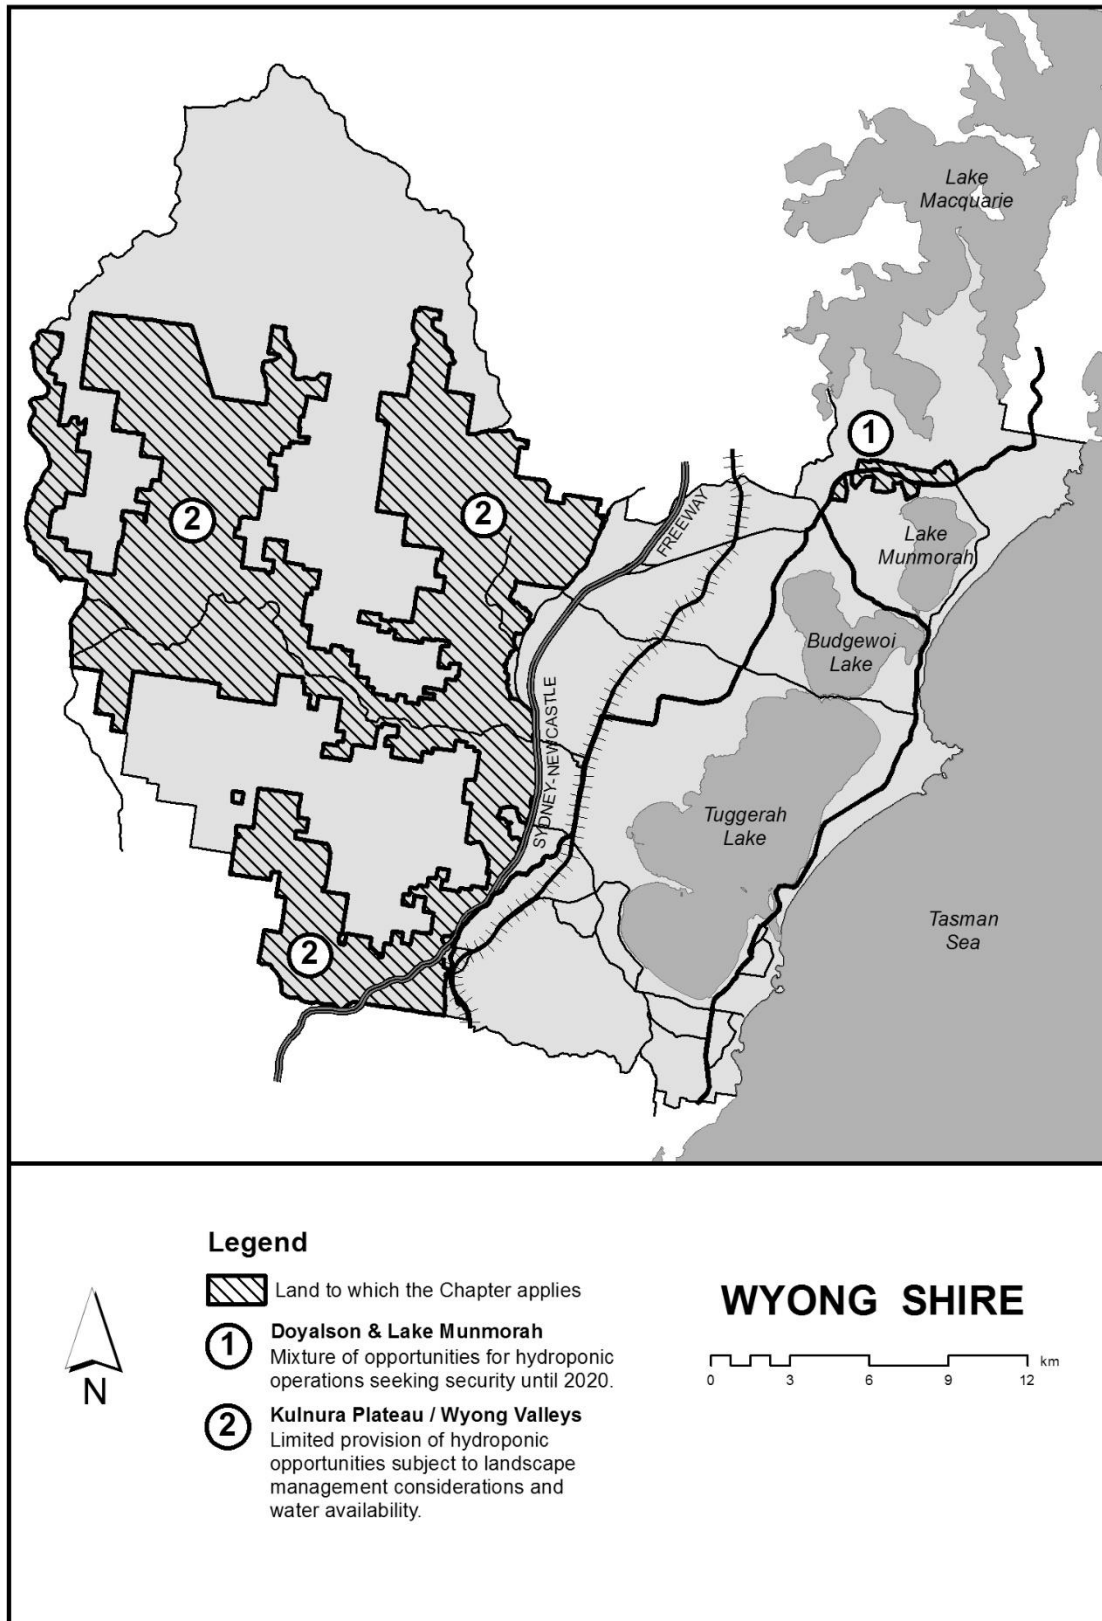 Lake
Macquarie
1
2
2
FREEWAY
Lake
Munmorah
Budgewoi
Lake
SYDNEY-NEWCASTLE
Tuggerah
Lake
Tasman
Sea
2
Legend
Land to which the Chapter applies
1
Doyalson & Lake Munmorah
Mixture of opportunities for hydroponic
operations seeking security until 2020.
2
Kulnura Plateau / Wyong Valleys
Limited provision of hydroponic
opportunities subject to landscape
management considerations and
water availability.
N
WYONG SHIRE
km
0 3 6 9 12